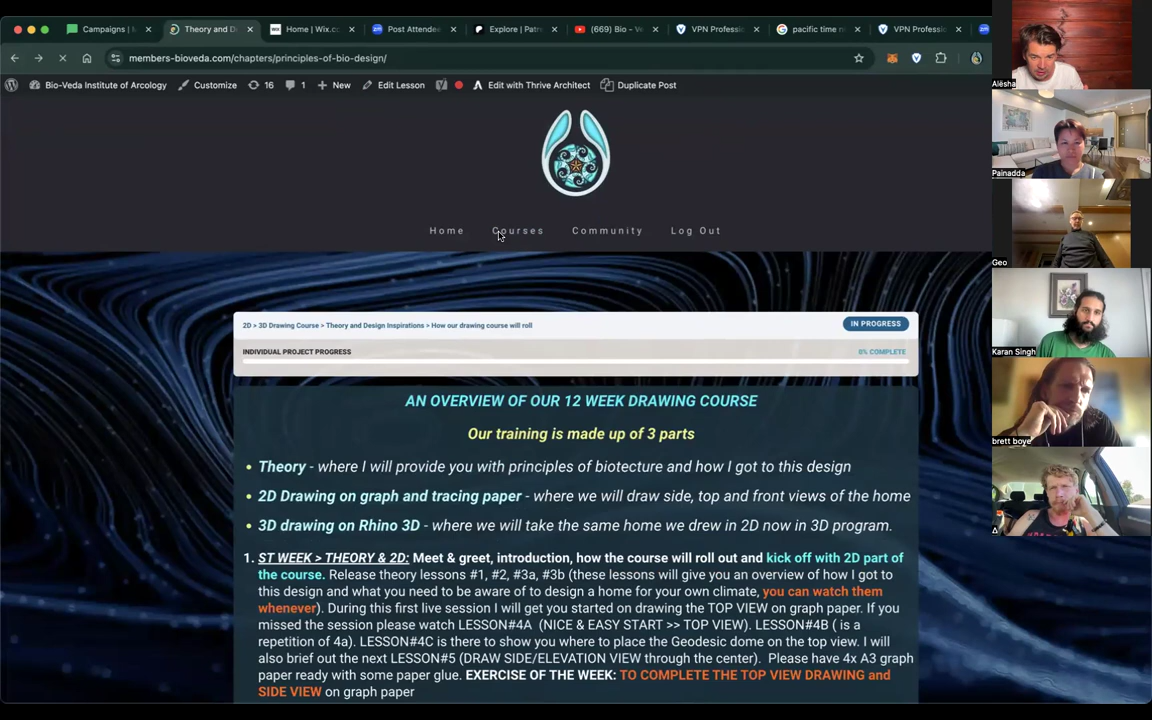 Campaigns |
Theory and D
Home | Wix.c
Post Attende
Explore | Pat
(669) Bio - V
VPN Professi
pacific time n
VPN Professi
members-bioveda.com/chapters/principles-of-bio-design/
Bio-Veda Institute of Arcology
Customize
16
1
New
Edit Lesson
Edit with Thrive Architect
Duplicate Post
Home
Courses
Community
Log Out
2D > 3D Drawing Course > Theory and Design Inspirations > How our drawing course will roll
IN PROGRESS
INDIVIDUAL PROJECT PROGRESS
0% COMPLETE
AN OVERVIEW OF OUR 12 WEEK DRAWING COURSE
Our training is made up of 3 parts
• Theory - where I will provide you with principles of biotecture and how I got to this design
• 2D Drawing on graph and tracing paper - where we will draw side, top and front views of the home
• 3D drawing on Rhino 3D - where we will take the same home we drew in 2D now in 3D program.
1. ST WEEK > THEORY & 2D: Meet & greet, introduction, how the course will roll out and kick off with 2D part of
the course. Release theory lessons #1, #2, #3a, #3b (these lessons will give you an overview of how I got to
this design and what you need to be aware of to design a home for your own climate, you can watch them
whenever). During this first live session I will get you started on drawing the TOP VIEW on graph paper. If you
missed the session please watch LESSON#4A (NICE & EASY START >> TOP VIEW). LESSON#4B ( is a
repetition of 4a). LESSON#4C is there to show you where to place the Geodesic dome on the top view. I will
also brief out the next LESSON#5 (DRAW SIDE/ELEVATION VIEW through the center). Please have 4x A3 graph
paper ready with some paper glue. EXERCISE OF THE WEEK: TO COMPLETE THE TOP VIEW DRAWING and
SIDE VIEW on graph paper
Alësha
Painadda
Geo
Karan Singh
brett boye